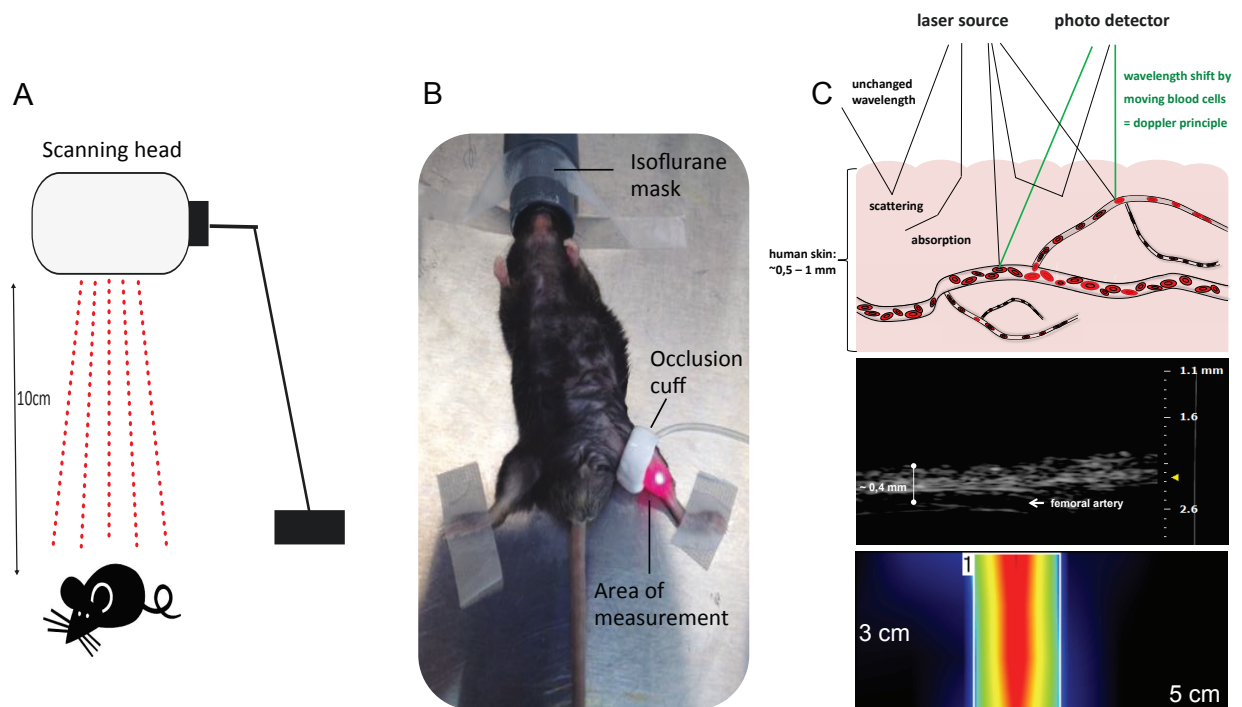 A
Scanning head
10cm
B
Isoflurane
mask
Occlusion
cuff
Area of
measurement
C
laser source
photo detector
unchanged
wavelength
wavelength shift by
moving blood cells
= doppler principle
scattering
absorption
human skin:
~0,5 – 1 mm
1.1 mm
1.6
~ 0,4 mm
femoral artery
2.6
1
3 cm
5 cm